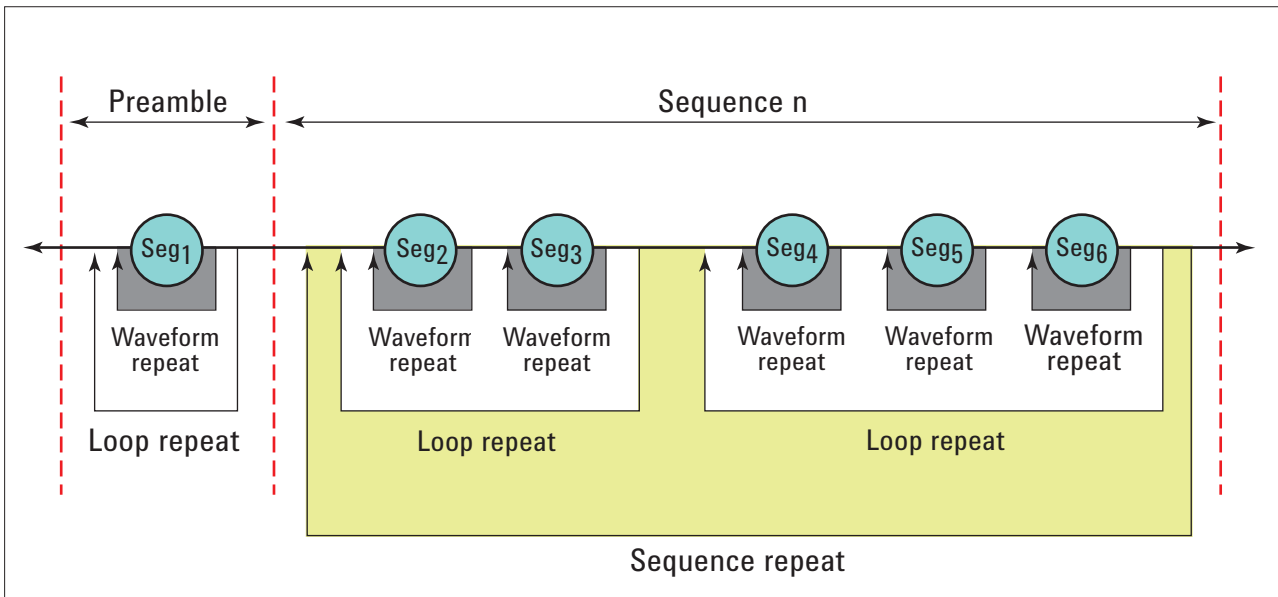 Preamble
Sequence n
Seg1
Seg2
Seg3
Seg4
Seg5
Seg6
Waveform
repeat
Waveform
repeat
Waveform
repeat
Waveform
repeat
Waveform
repeat
Waveform
repeat
Loop repeat
Loop repeat
Loop repeat
Sequence repeat